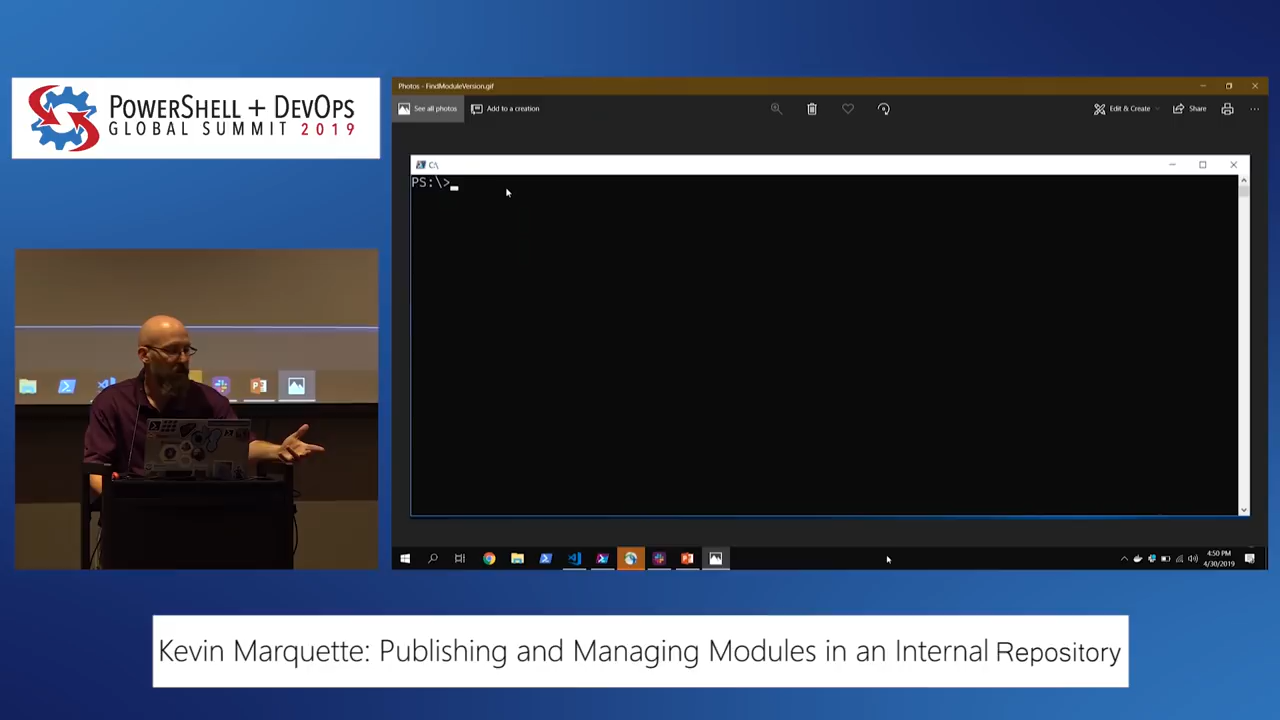 POWERSHELL + DEVOPS
GLOBAL SUMMIT 2019
Photos - FindModuleVersion.gif
See all photos
Add to a creation
Edit & Create
Share
C:\
PS:\>
4:50 PM
4/30/2019
Kevin Marquette: Publishing and Managing Modules in an Internal Repository